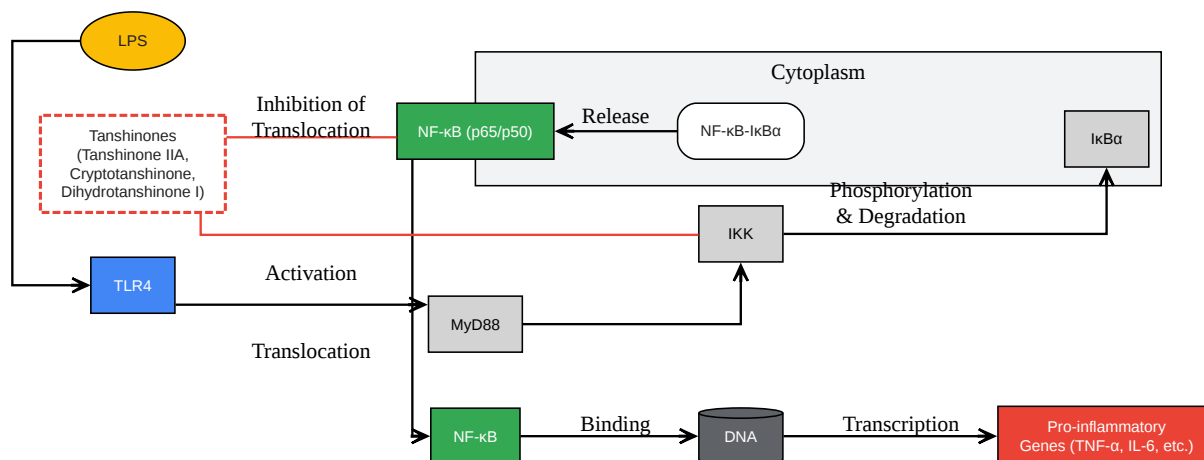 LPS
Cytoplasm
Inhibition of
Translocation
NF-κB (p65/p50)
Release
NF-κB-IκBα
IκBα
Tanshinones
(Tanshinone IIA,
Cryptotanshinone,
Dihydrotanshinone I)
Phosphorylation
& Degradation
IKK
TLR4
Activation
MyD88
Translocation
NF-κB
Binding
DNA
Transcription
Pro-inflammatory
Genes (TNF-α, IL-6, etc.)